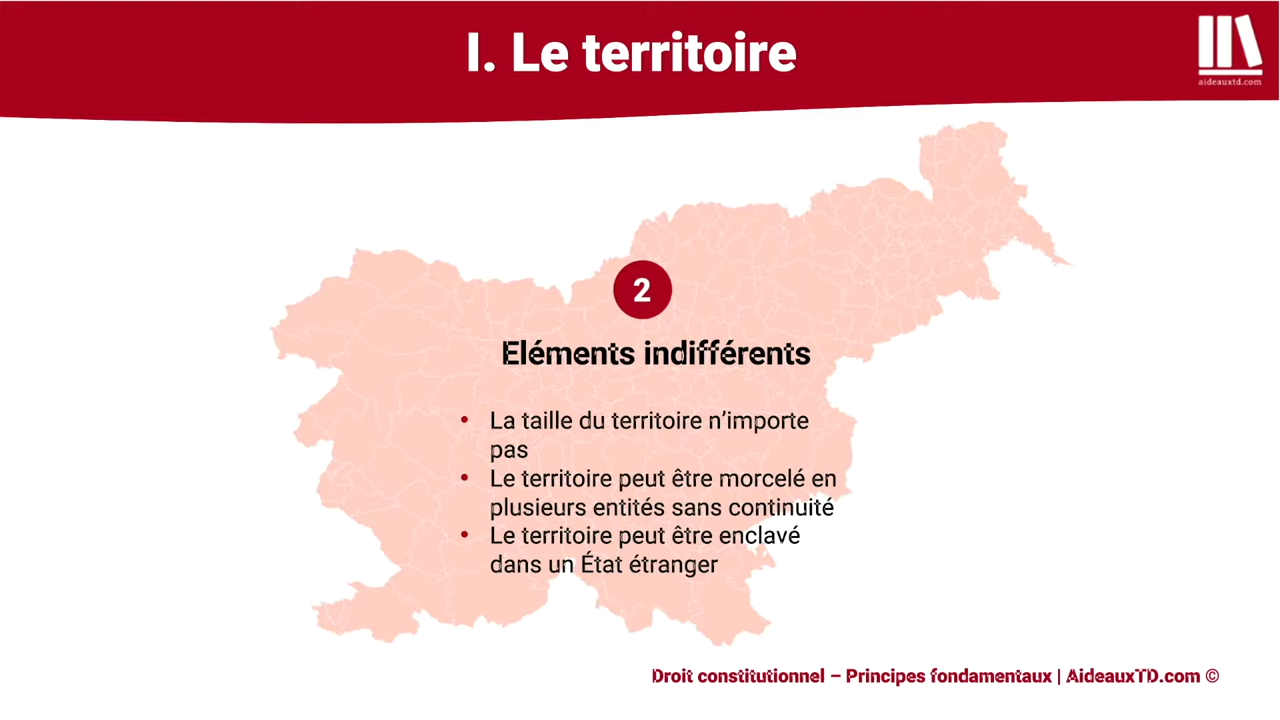 I. Le territoire
aideauxtd.com
2
Eléments indifférents
• La taille du territoire n’importe
pas
• Le territoire peut être morcelé en
plusieurs entités sans continuité
• Le territoire peut être enclavé
dans un État étranger
Droit constitutionnel – Principes fondamentaux | AideauxTD.com ©